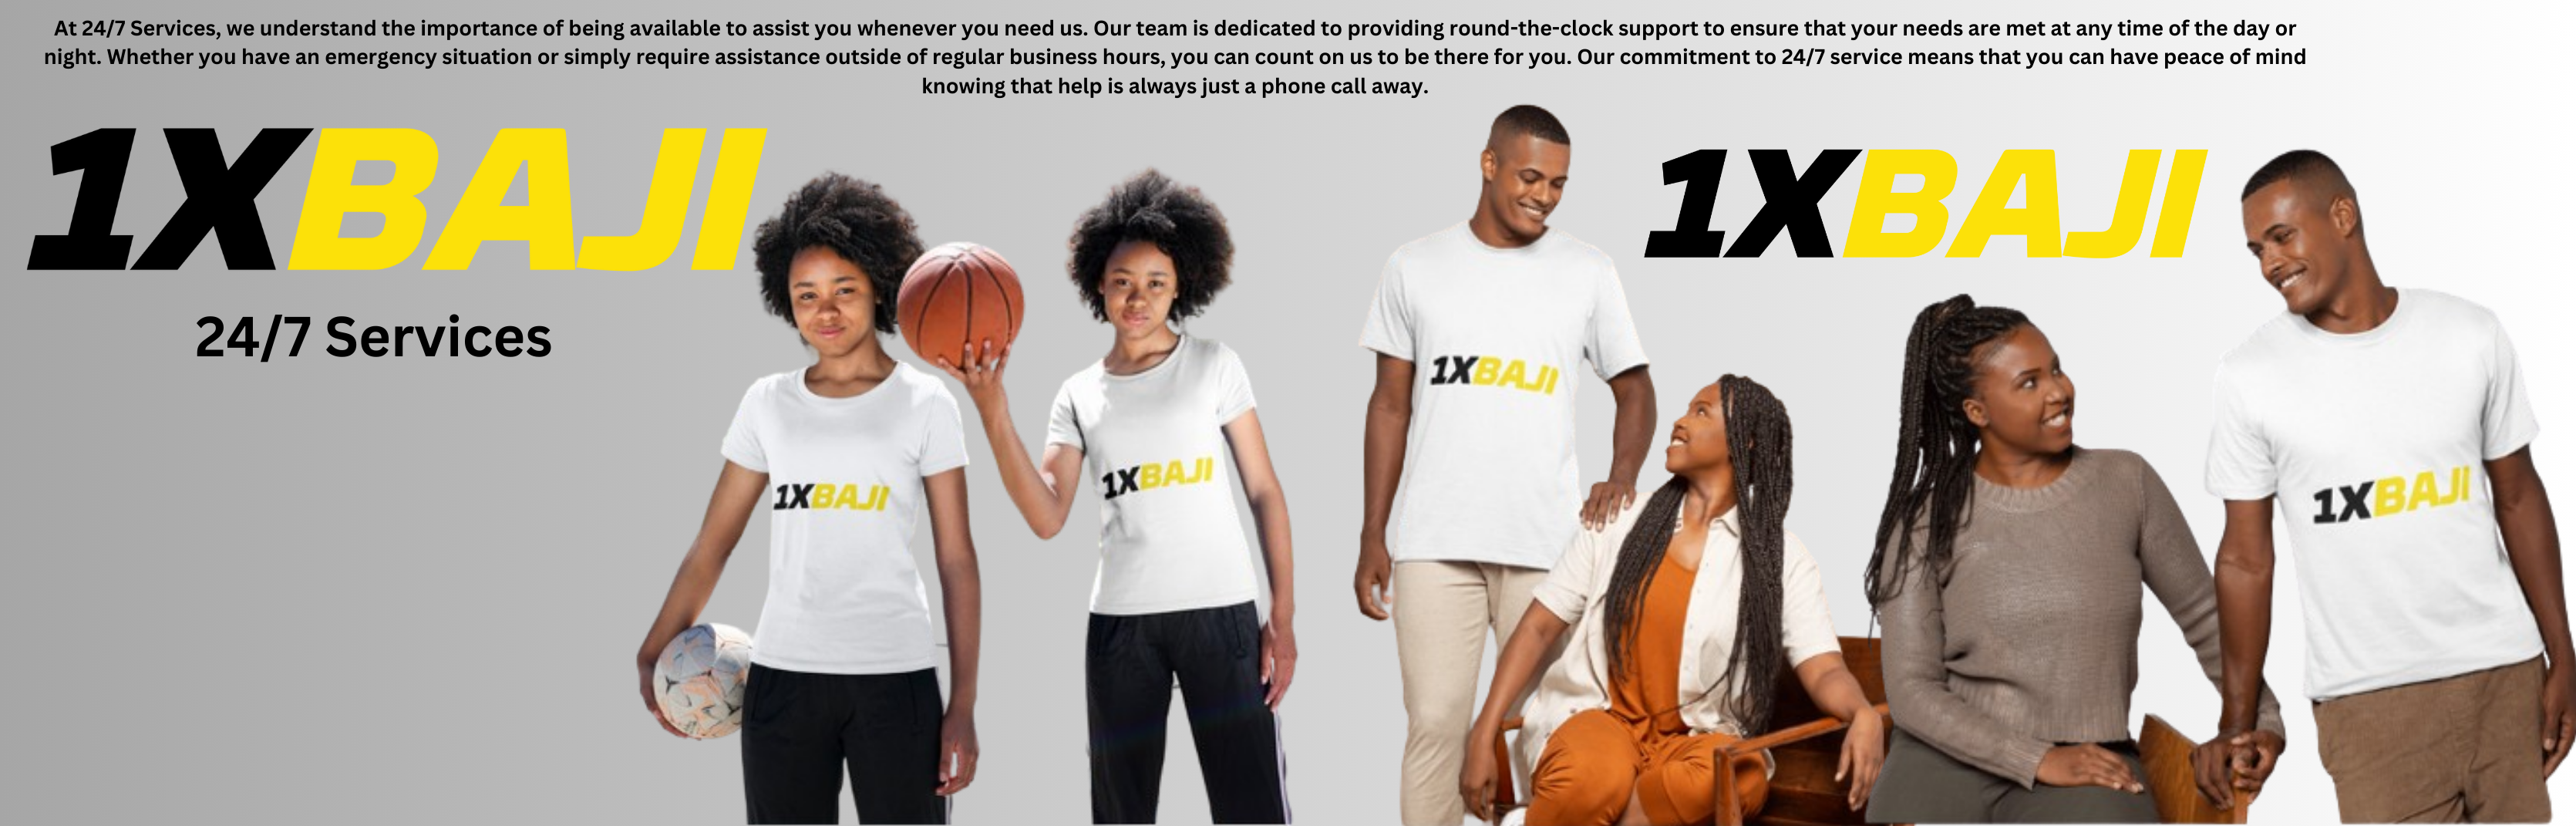 At 24/7 Services, we understand the importance of being available to assist you whenever you need us. Our team is dedicated to providing round-the-clock support to ensure that your needs are met at any time of the day or
night. Whether you have an emergency situation or simply require assistance outside of regular business hours, you can count on us to be there for you. Our commitment to 24/7 service means that you can have peace of mind
knowing that help is always just a phone call away.
1XBAJI
1XBAJI
24/7 Services
1XBAJI
1XBAJI
1XBAJI
1XBAJI